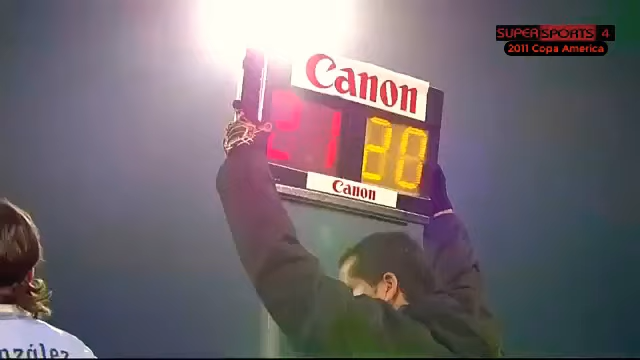 SUPERSPORTS 4
2011 Copa America
Canon
21 20
Canon
nzález